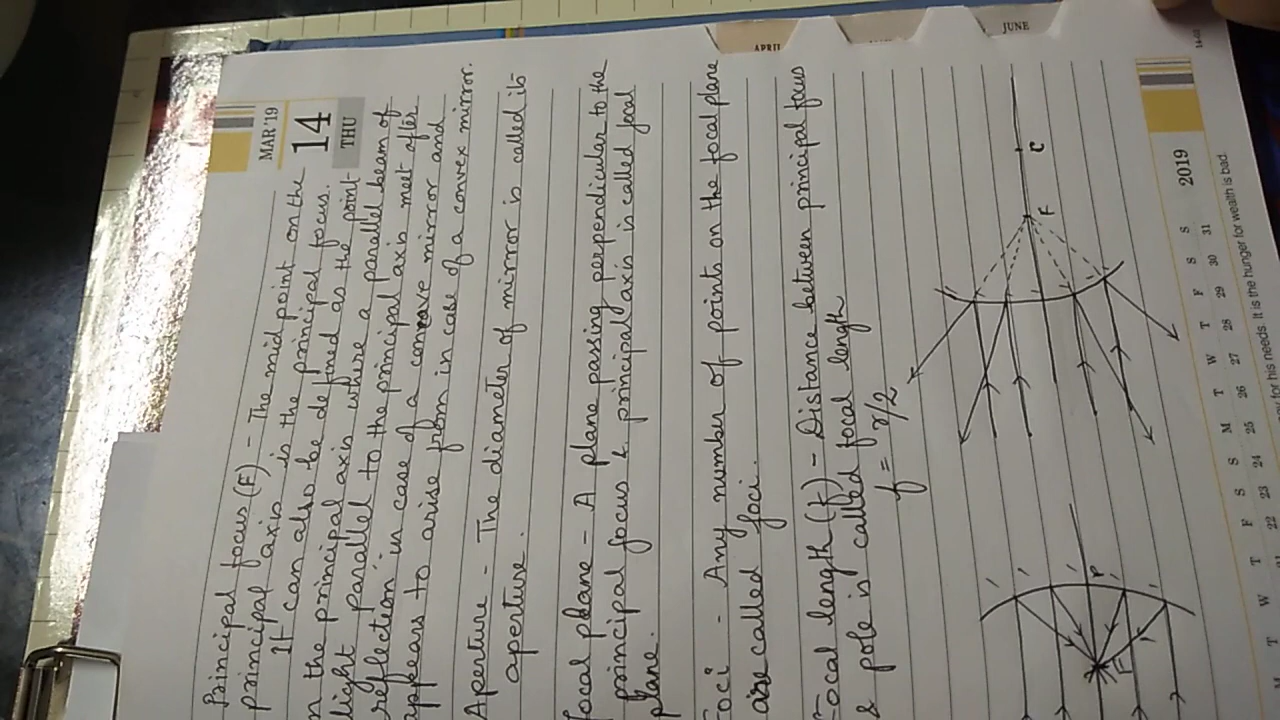 APRIL
JUNE
MAR '19
14
THU
Principal focus (F) - The mid point on the
principal axis is the principal focus.
It can also be defined as the point
n the principal axis where a parallel beam of
light parallel to the principal axis meet after
reflection in case of a concave mirror and
appears to arise from in case of a convex mirror.
Aperture - The diameter of mirror is called its
aperture.
focal plane - A plane passing perpendicular to the
principal focus & principal axis is called focal
plane.
Foci - Any number of points on the focal plane
are called foci.
Focal length (f) - Distance between principal focus
& pole is called focal length
f = r/2
F C
F P
2019
T W T F S S M T W T F S S
22 23 24 25 26 27 28 29 30 31
for his needs. It is the hunger for wealth is bad.